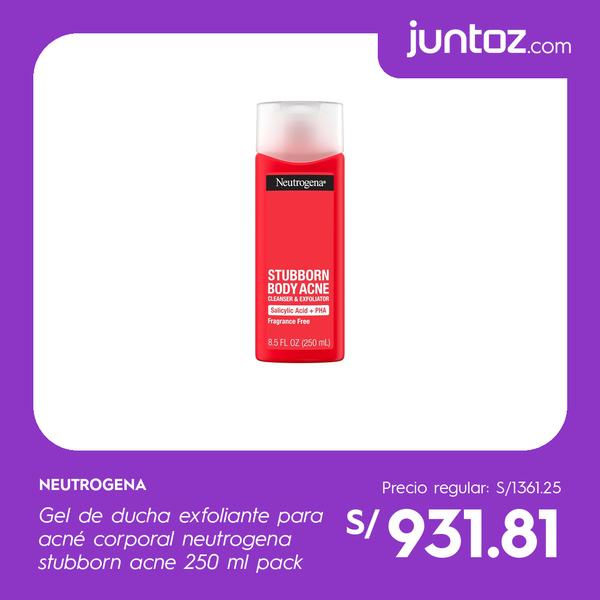 juntoz.com
Neutrogena®
STUBBORN
BODY ACNE
CLEANSER & EXFOLIATOR
Salicylic Acid + PHA
Fragrance Free
8.5 FL OZ (250 mL)
NEUTROGENA
Gel de ducha exfoliante para
acné corporal neutrogena
stubborn acne 250 ml pack
Precio regular: S/1361.25
S/931.81